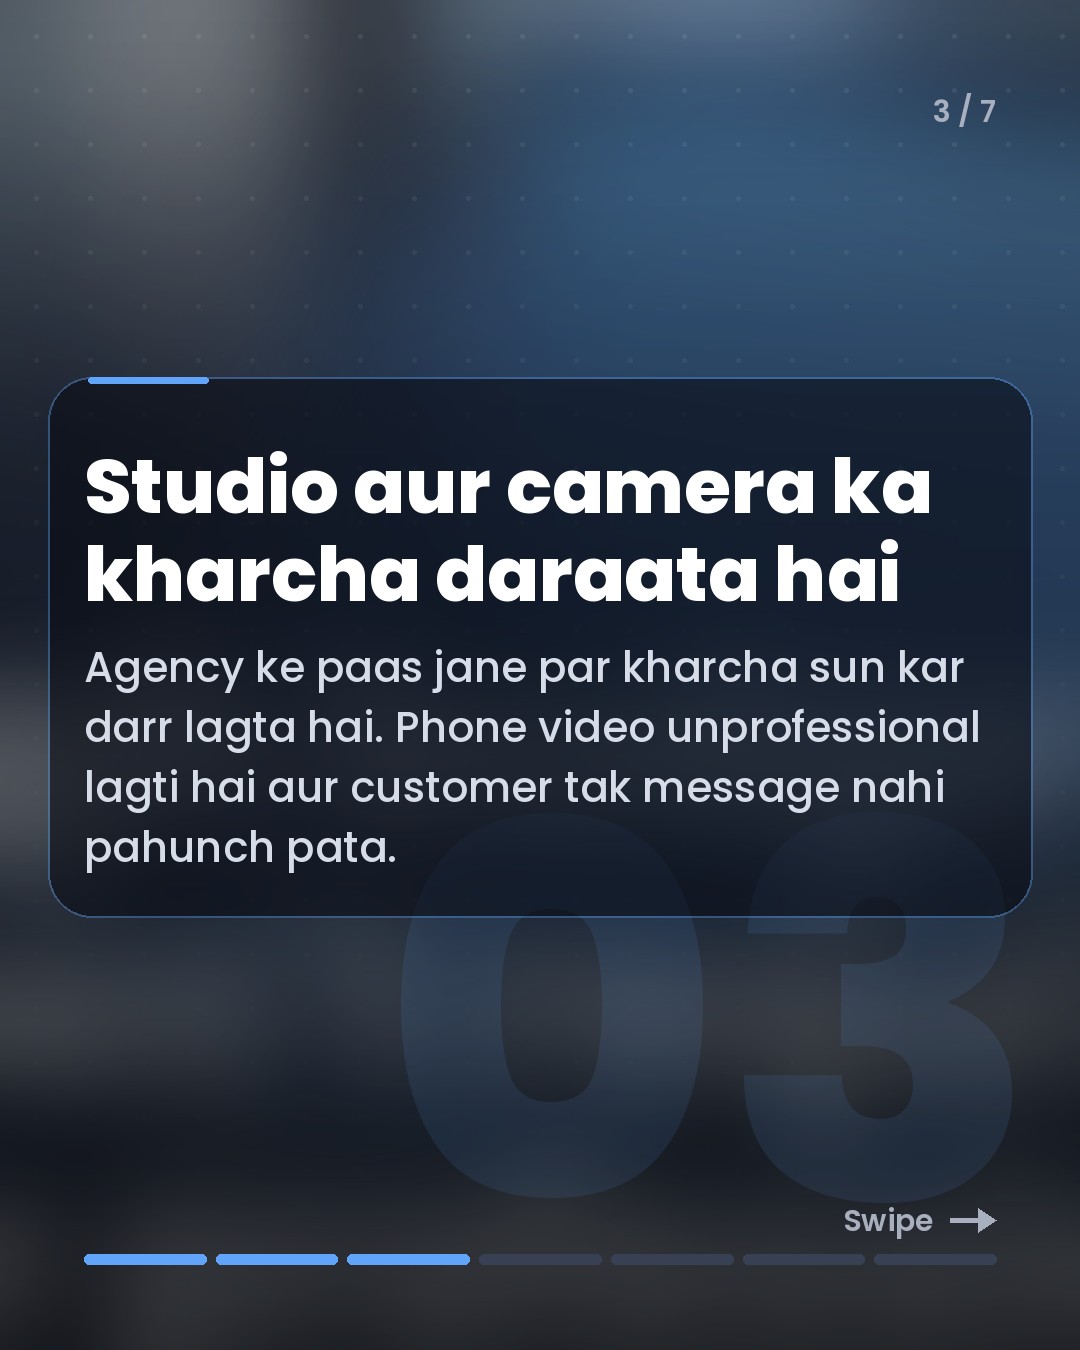 3 / 7
Studio aur camera ka
kharcha daraata hai
Agency ke paas jane par kharcha sun kar
darr lagta hai. Phone video unprofessional
lagti hai aur customer tak message nahi
pahunch pata.
03
Swipe